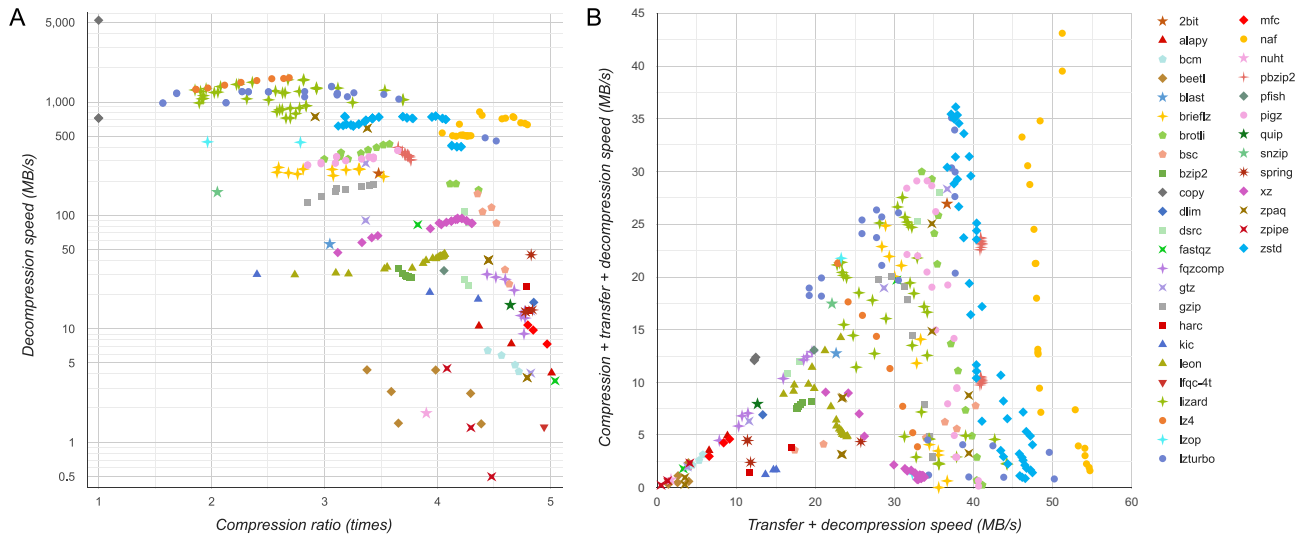 A
Decompression speed (MB/s)
5,000
1,000
500
100
50
10
5
1
0.5
1
2
3
4
5
Compression ratio (times)
B
Compression + transfer + decompression speed (MB/s)
45
40
35
30
25
20
15
10
5
0
0
10
20
30
40
50
60
Transfer + decompression speed (MB/s)
2bit
alapy
bcm
beetl
blast
brieflz
brotli
bsc
bzip2
copy
dlim
dsrc
fastqz
fqzcomp
gtz
gzip
harc
kic
leon
lfqc-4t
lizard
lz4
lzop
lzturbo
mfc
naf
nuht
pbzip2
pfish
pigz
quip
snzip
spring
xz
zpaq
zpipe
zstd